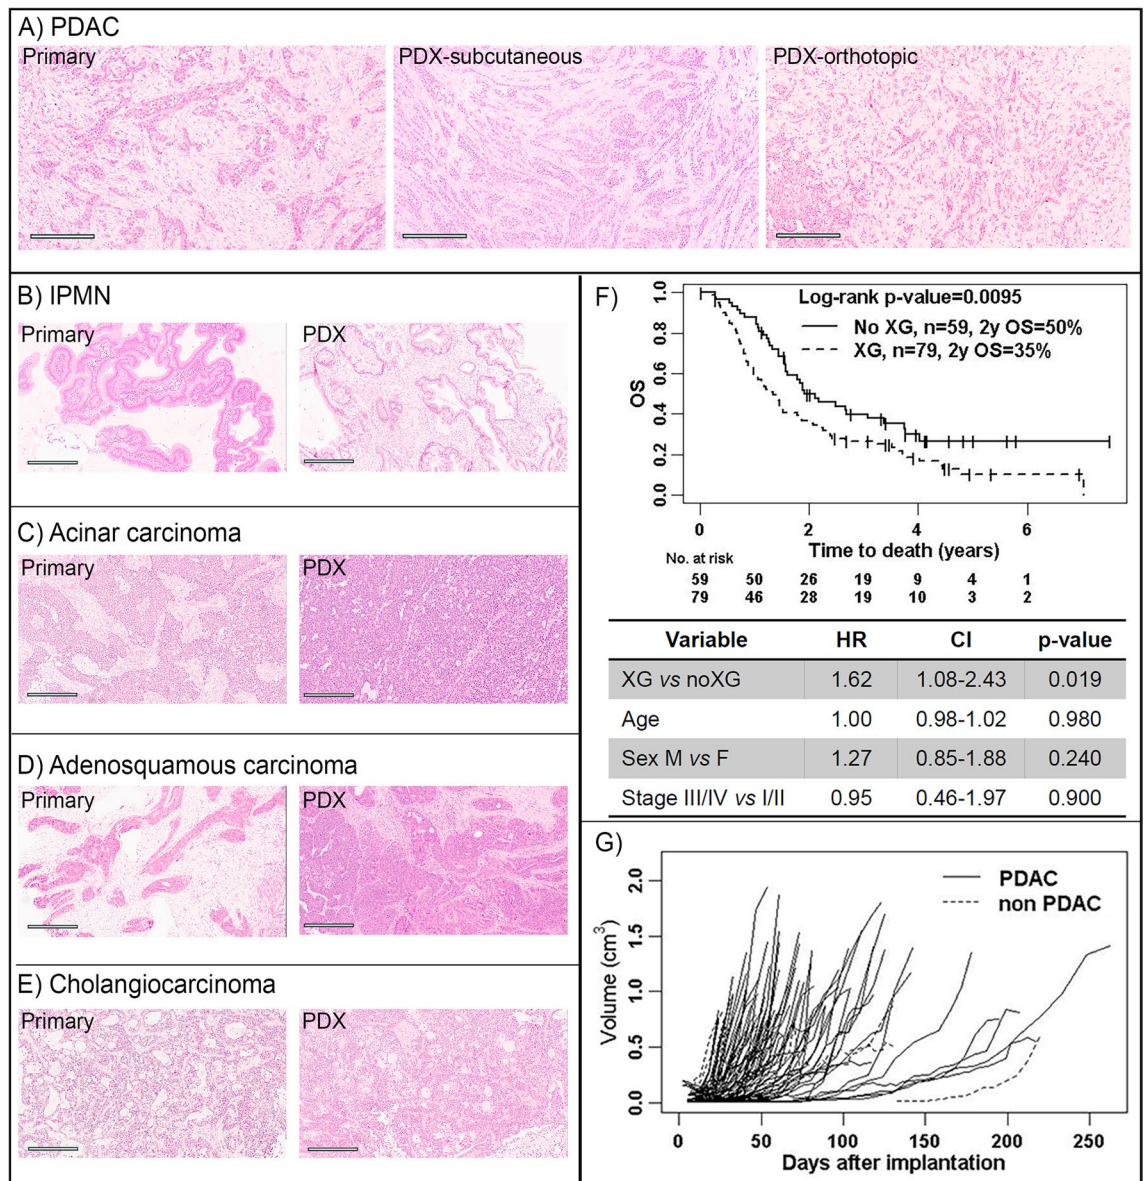 A) PDAC
Primary
PDX-subcutaneous
PDX-orthotopic
B) IPMN
Primary
PDX
C) Acinar carcinoma
Primary
PDX
D) Adenosquamous carcinoma
Primary
PDX
E) Cholangiocarcinoma
Primary
PDX
F)
Log-rank p-value=0.0095
No XG, n=59, 2y OS=50%
XG, n=79, 2y OS=35%
OS
1.0
0.8
0.6
0.4
0.2
0.0
0 2 4 6
Time to death (years)
No. at risk
59 50 26 19 9 4 1
79 46 28 19 10 3 2
Variable HR CI p-value
XG vs noXG 1.62 1.08-2.43 0.019
Age 1.00 0.98-1.02 0.980
Sex M vs F 1.27 0.85-1.88 0.240
Stage III/IV vs I/II 0.95 0.46-1.97 0.900
G)
PDAC
non PDAC
Volume (cm³)
2.0
1.5
1.0
0.5
0.0
0 50 100 150 200 250
Days after implantation